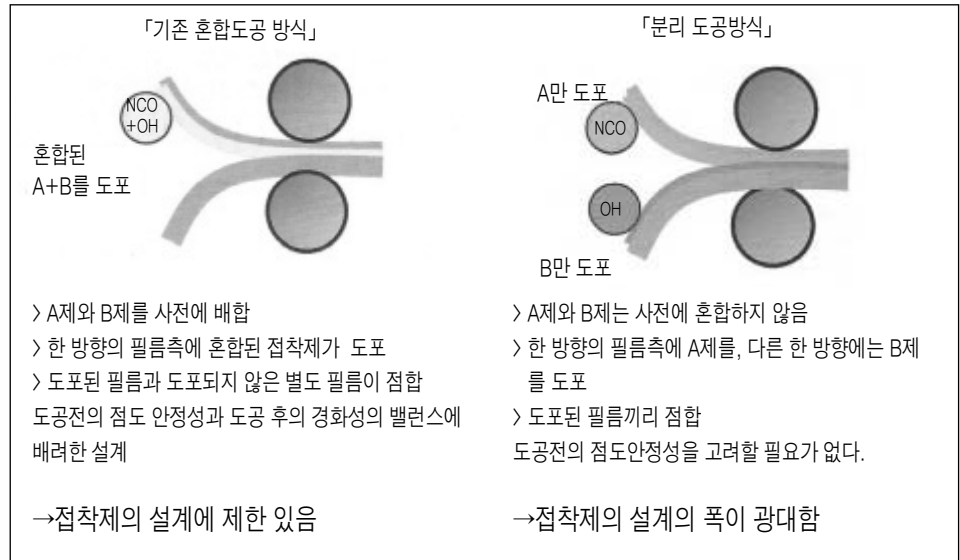 「기존 혼합도공 방식」
NCO
+OH
혼합된
A+B를 도포
〉A제와 B제를 사전에 배합
〉한 방향의 필름측에 혼합된 접착제가 도포
〉도포된 필름과 도포되지 않은 별도 필름이 점합
도공전의 점도 안정성과 도공 후의 경화성의 밸런스에
배려한 설계
→접착제의 설계에 제한 있음
「분리 도공방식」
A만 도포
NCO
OH
B만 도포
〉A제와 B제는 사전에 혼합하지 않음
〉한 방향의 필름측에 A제를, 다른 한 방향에는 B제
를 도포
〉도포된 필름끼리 점합
도공전의 점도안정성을 고려할 필요가 없다.
→접착제의 설계의 폭이 광대함